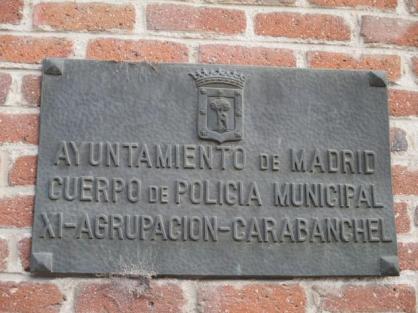 AYUNTAMIENTO DE MADRID
CUERPO DE POLICIA MUNICIPAL
XI-AGRUPACION-CARABANCHEL